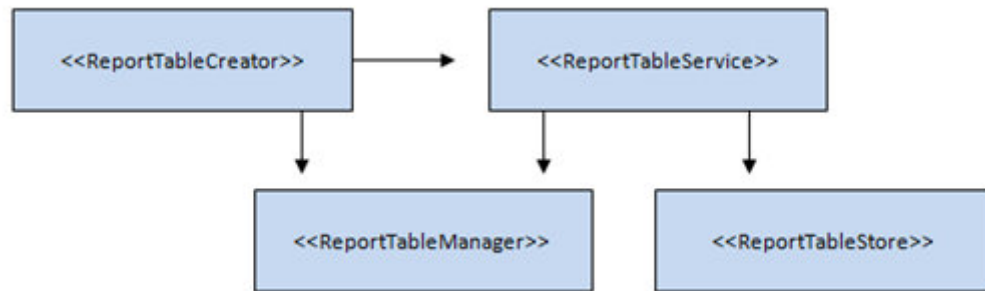 <<ReportTableCreator>>
<<ReportTableService>>
<<ReportTableManager>>
<<ReportTableStore>>